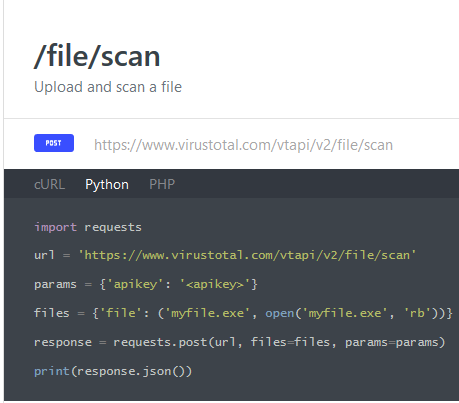 /file/scan
Upload and scan a file
POST https://www.virustotal.com/vtapi/v2/file/scan
cURL Python PHP
import requests
url = 'https://www.virustotal.com/vtapi/v2/file/scan'
params = {'apikey': '<apikey>'}
files = {'file': ('myfile.exe', open('myfile.exe', 'rb'))}
response = requests.post(url, files=files, params=params)
print(response.json())